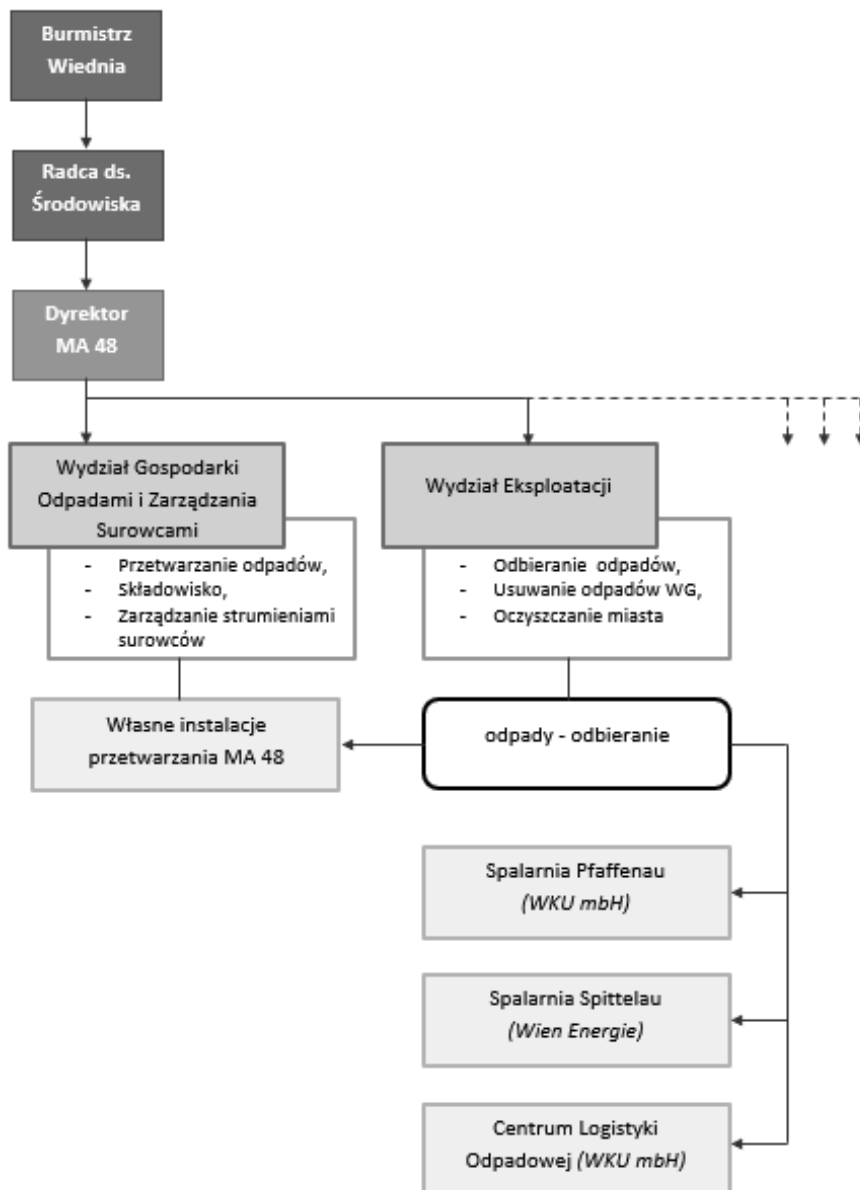 Burmistrz
Wiednia
Radca ds.
Środowiska
Dyrektor
MA 48
Wydział Gospodarki
Odpadami i Zarządzania
Surowcami
- Przetwarzanie odpadów,
- Składowisko,
- Zarządzanie strumieniami
surowców
Wydział Eksploatacji
- Odbieranie odpadów,
- Usuwanie odpadów WG,
- Oczyszczanie miasta
Własne instalacje
przetwarzania MA 48
odpady - odbieranie
Spalarnia Pfaffenau
(WKU mbH)
Spalarnia Spittelau
(Wien Energie)
Centrum Logistyki
Odpadowej (WKU mbH)